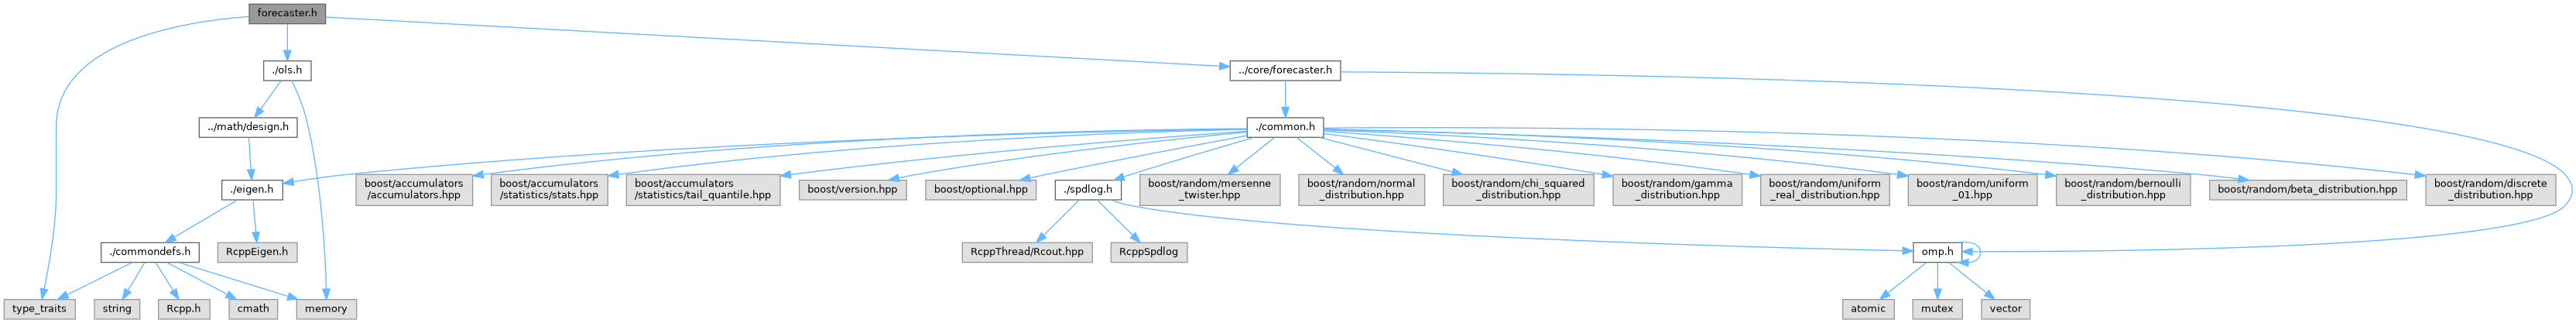 forecaster.h
./ols.h
../core/forecaster.h
../math/design.h
./common.h
./eigen.h
boost/accumulators
/accumulators.hpp
boost/accumulators
/statistics/stats.hpp
boost/accumulators
/statistics/tail_quantile.hpp
boost/version.hpp
boost/optional.hpp
./spdlog.h
boost/random/mersenne
_twister.hpp
boost/random/normal
_distribution.hpp
boost/random/chi_squared
_distribution.hpp
boost/random/gamma
_distribution.hpp
boost/random/uniform
_real_distribution.hpp
boost/random/uniform
_01.hpp
boost/random/bernoulli
_distribution.hpp
boost/random/beta_distribution.hpp
boost/random/discrete
_distribution.hpp
./commondefs.h
RcppEigen.h
RcppThread/Rcout.hpp
RcppSpdlog
omp.h
type_traits
string
Rcpp.h
cmath
memory
atomic
mutex
vector